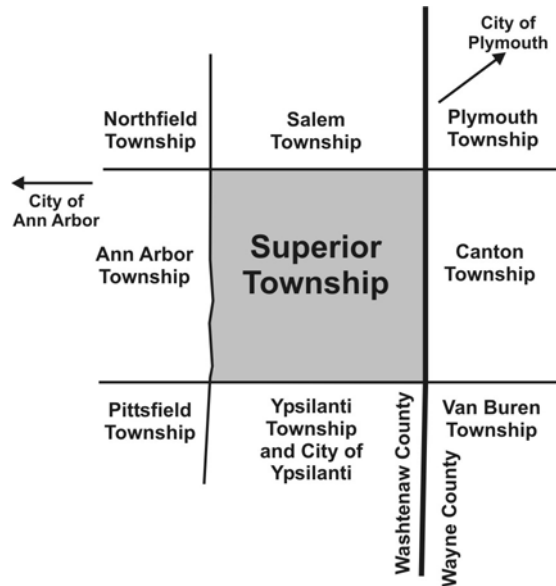 City of
Plymouth
Northfield
Township
Salem
Township
Plymouth
Township
City of
Ann Arbor
Ann Arbor
Township
Superior
Township
Canton
Township
Pittsfield
Township
Ypsilanti
Township
and City of
Ypsilanti
Washtenaw County
Wayne County
Van Buren
Township